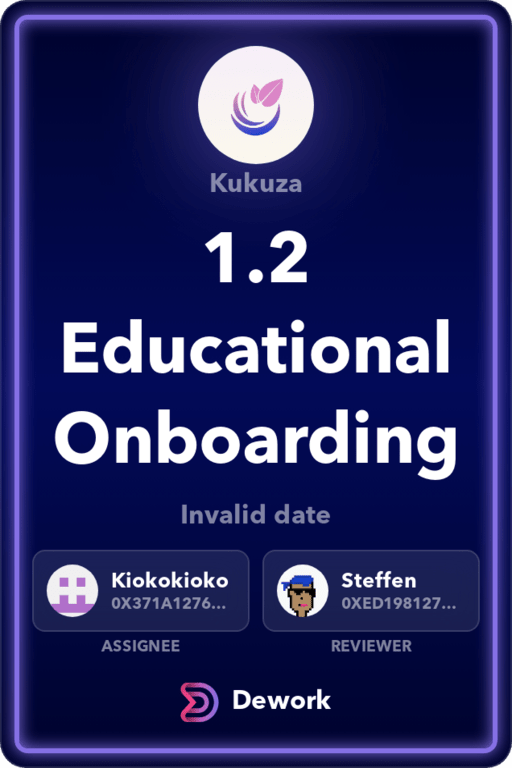 Kukuza
1.2
Educational
Onboarding
Invalid date
Kiokokioko
0X371A1276...
ASSIGNEE
Steffen
0XED198127...
REVIEWER
Dework